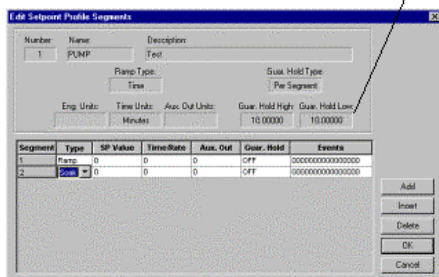 Edit Setpoint Profile Segments
Number: Name: Description:
1 PUMP Test
Ramp Type: Guar. Hold Type:
Time Per Segment
Eng. Units: Time Units: Aux. Out Units: Guar. Hold High: Guar. Hold Low:
Minutes 10.00000 10.00000
Segment Type SP Value Time/Rate Aux. Out Guar. Hold Events
1 Ramp 0 0 0 OFF 0000000000000000
2 Soak 0 0 0 OFF 0000000000000000
Add
Insert
Delete
OK
Cancel